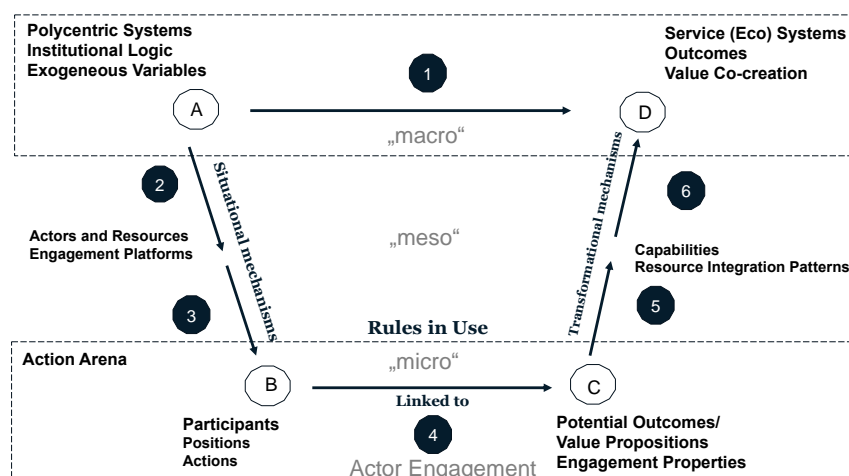 Polycentric Systems
Institutional Logic
Exogeneous Variables
Service (Eco) Systems
Outcomes
Value Co-creation
1
A
D
„macro“
2
Situational mechanisms
Transformational mechanisms
6
Actors and Resources
Engagement Platforms
„meso“
Capabilities
Resource Integration Patterns
3
5
Rules in Use
Action Arena
„micro“
B
C
Linked to
4
Participants
Positions
Actions
Potential Outcomes/
Value Propositions
Engagement Properties
Actor Engagement